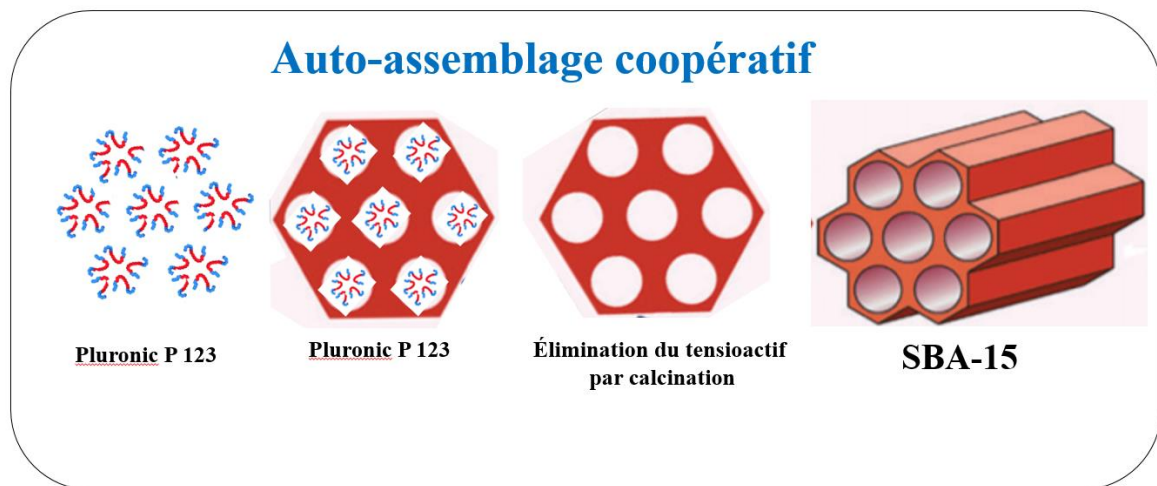 Auto-assemblage coopératif
Pluronic P 123
Pluronic P 123
Élimination du tensioactif
par calcination
SBA-15